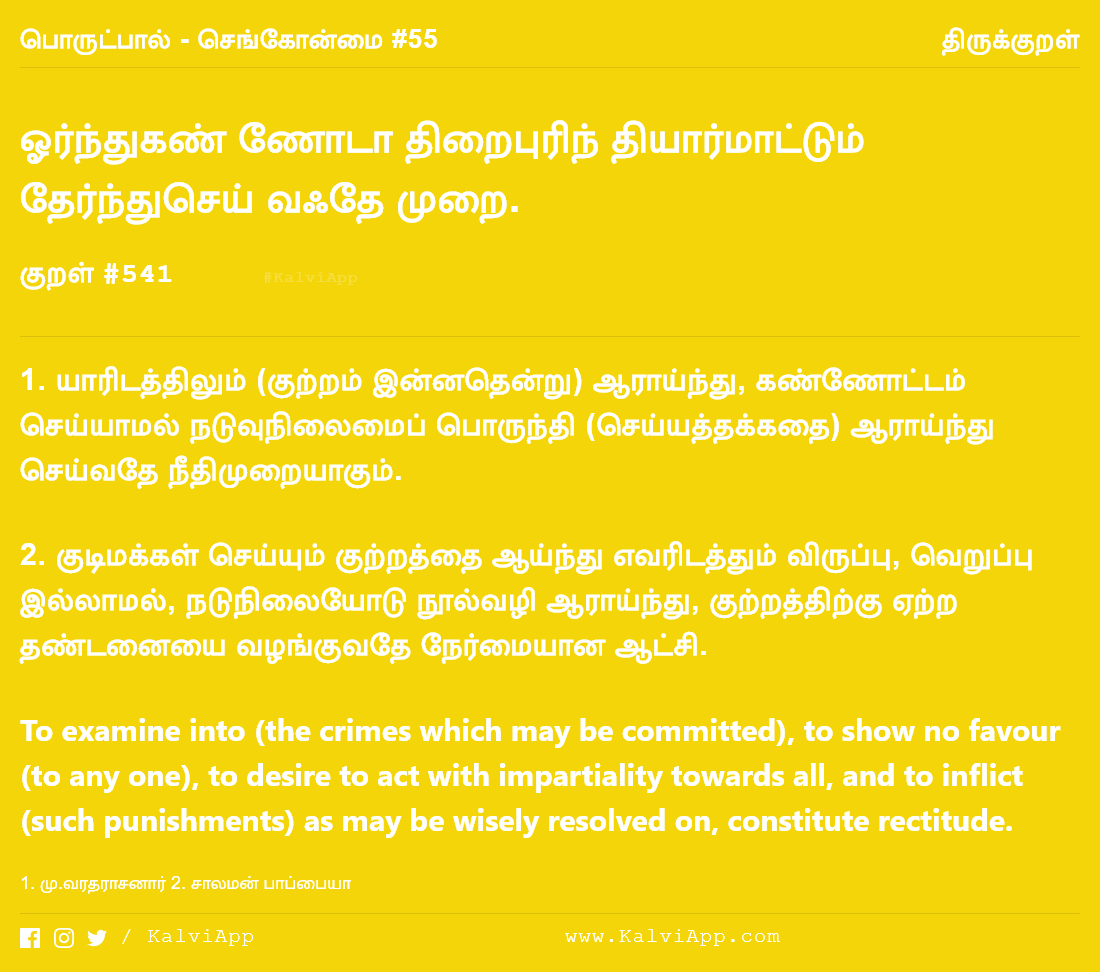 பொருட்பால் - செங்கோன்மை #55
திருக்குறள்
ஓர்ந்துகண் ணோடா திறைபுரிந் தியார்மாட்டும்
தேர்ந்துசெய் வஃதே முறை.
குறள் #541
#KalviApp
1. யாரிடத்திலும் (குற்றம் இன்னதென்று) ஆராய்ந்து, கண்ணோட்டம்
செய்யாமல் நடுவுநிலைமைப் பொருந்தி (செய்யத்தக்கதை) ஆராய்ந்து
செய்வதே நீதிமுறையாகும்.
2. குடிமக்கள் செய்யும் குற்றத்தை ஆய்ந்து எவரிடத்தும் விருப்பு, வெறுப்பு
இல்லாமல், நடுநிலையோடு நூல்வழி ஆராய்ந்து, குற்றத்திற்கு ஏற்ற
தண்டனையை வழங்குவதே நேர்மையான ஆட்சி.
To examine into (the crimes which may be committed), to show no favour
(to any one), to desire to act with impartiality towards all, and to inflict
(such punishments) as may be wisely resolved on, constitute rectitude.
1. மு.வரதராசனார் 2. சாலமன் பாப்பையா
/ KalviApp
www.KalviApp.com